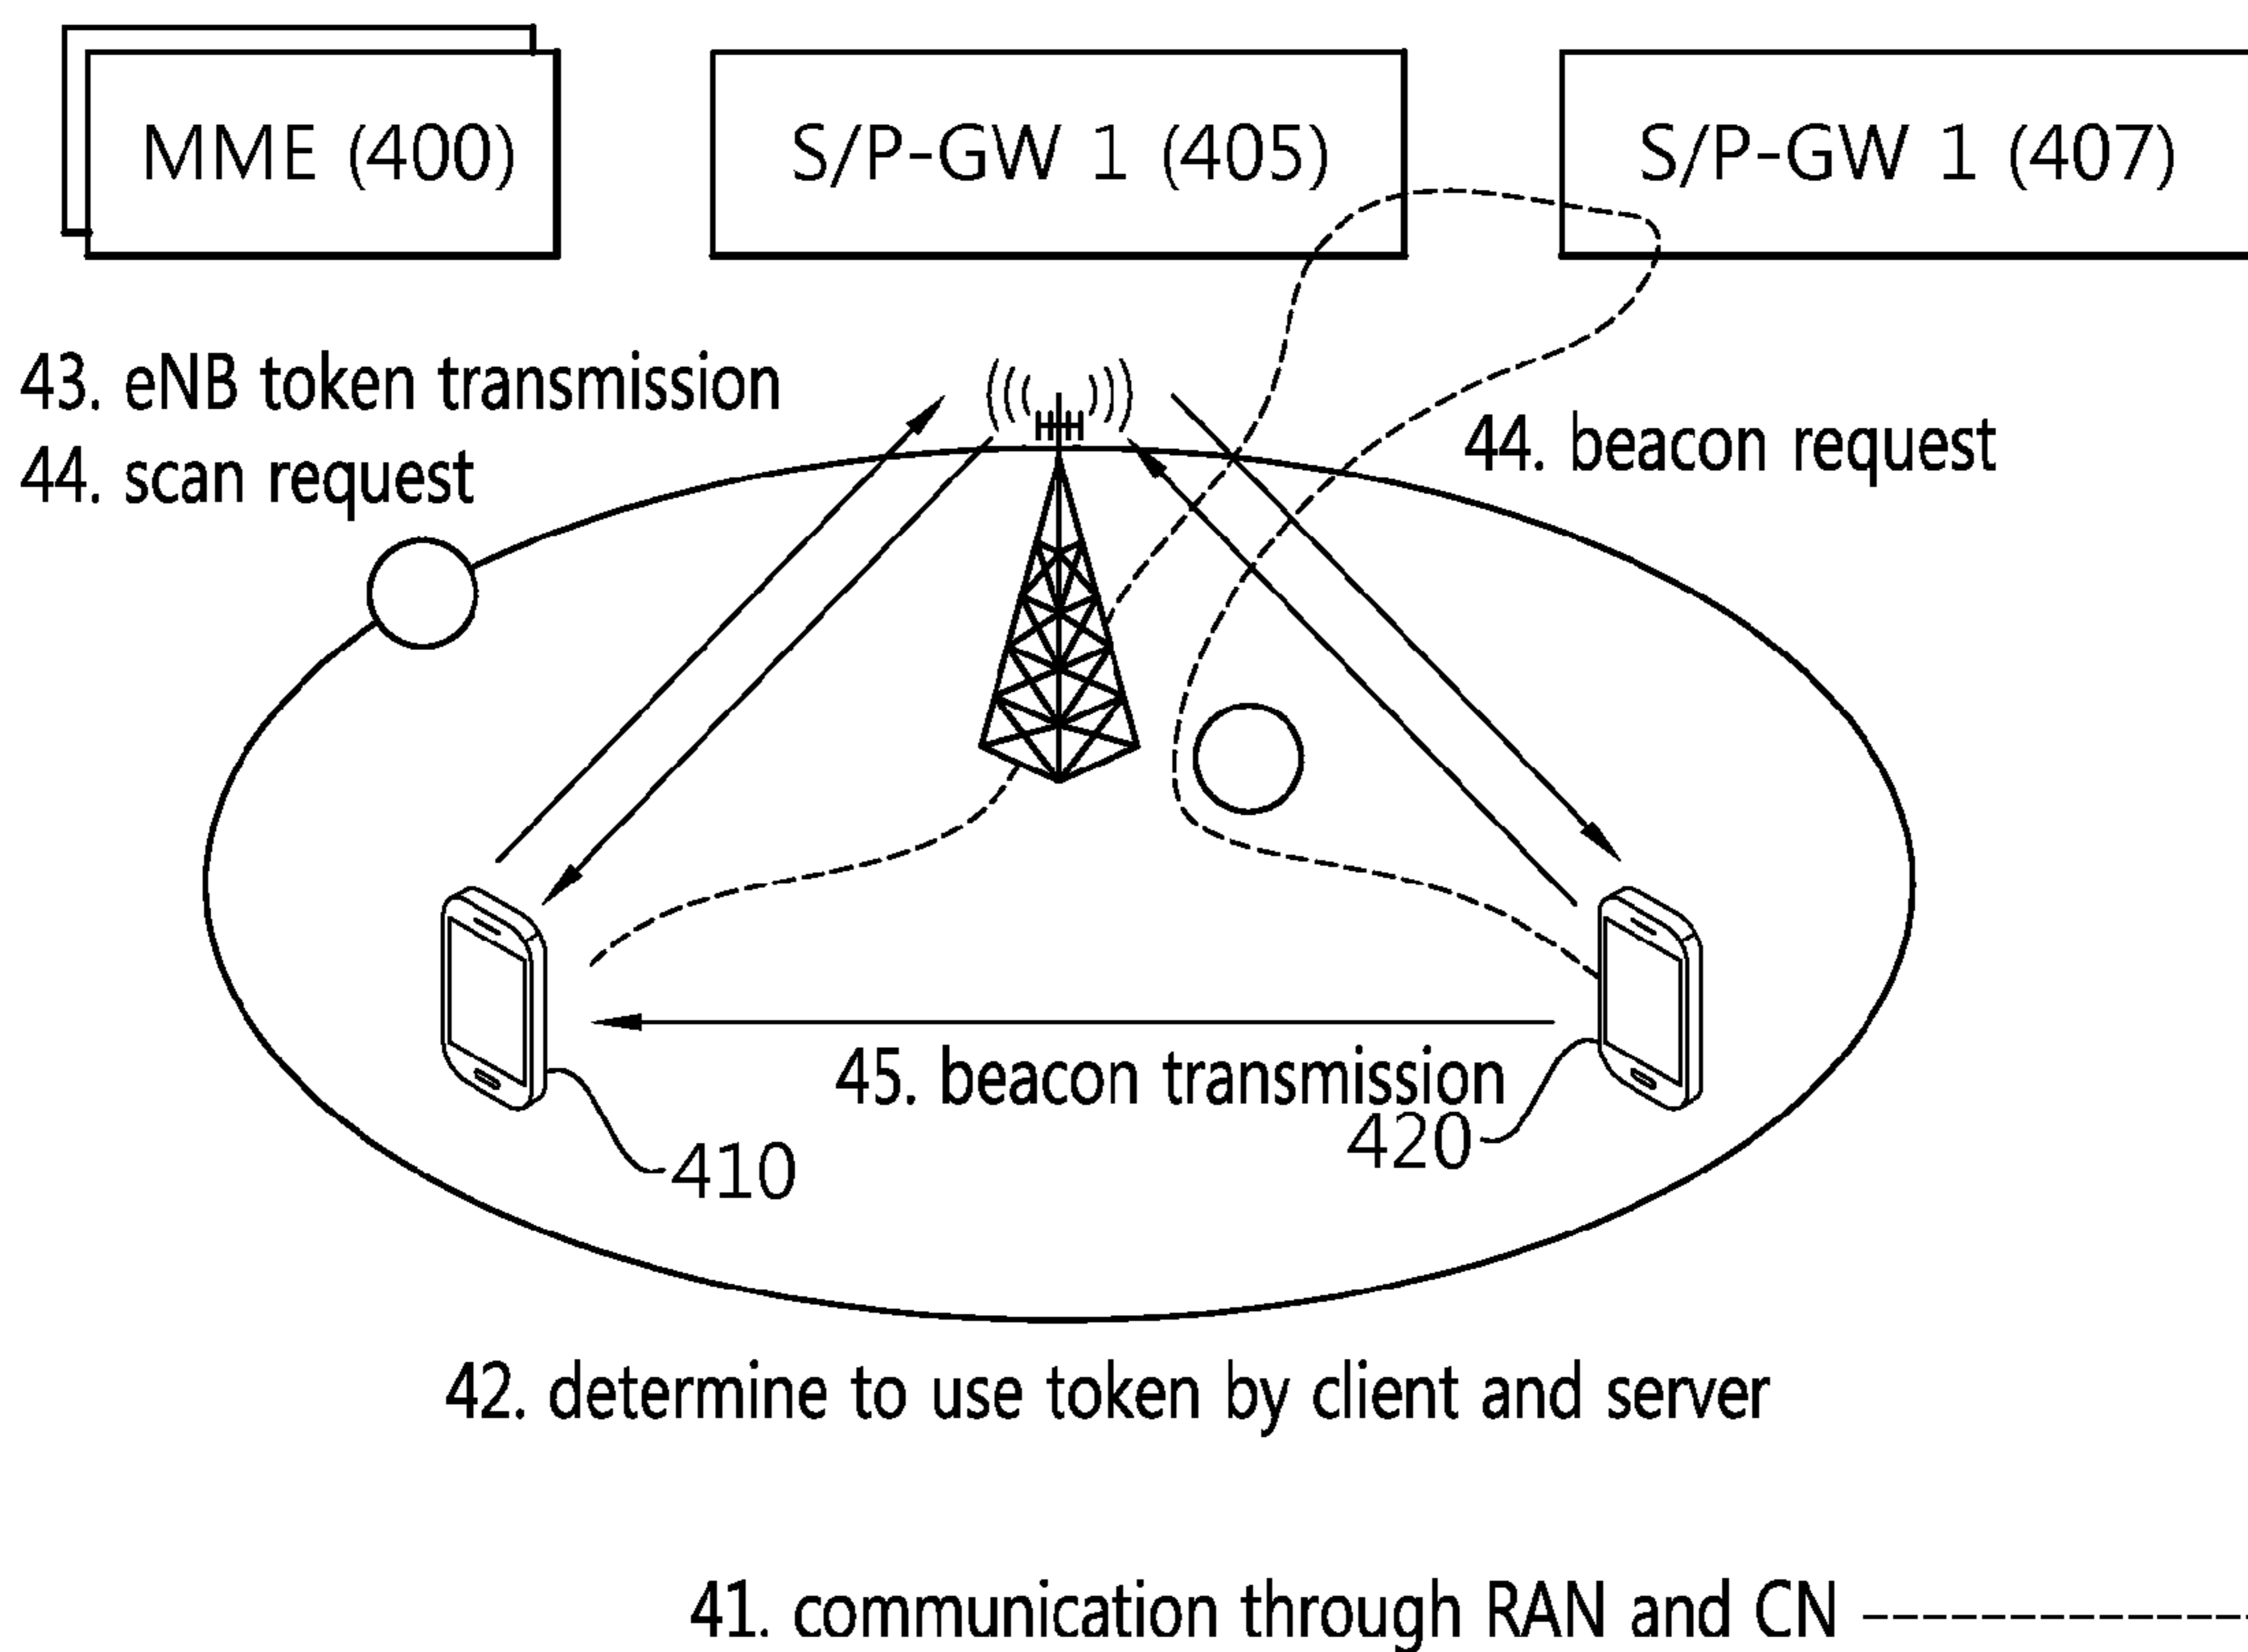 MME (400)
S/P-GW 1 (405)
S/P-GW 1 (407)
43. eNB token transmission
44. scan request
44. beacon request
45. beacon transmission
420
410
42. determine to use token by client and server
41. communication through RAN and CN